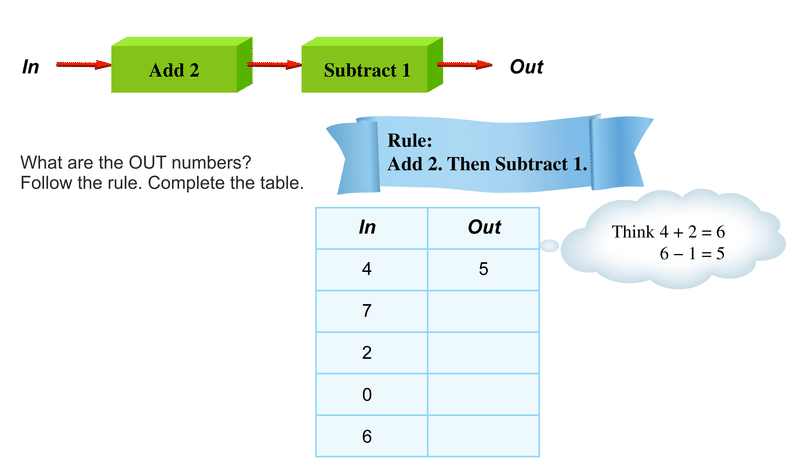 In Add 2 Subtract 1 Out
Rule:
Add 2. Then Subtract 1.
What are the OUT numbers?
Follow the rule. Complete the table.
In Out
4 5
7
2
0
6
Think 4 + 2 = 6
6 − 1 = 5